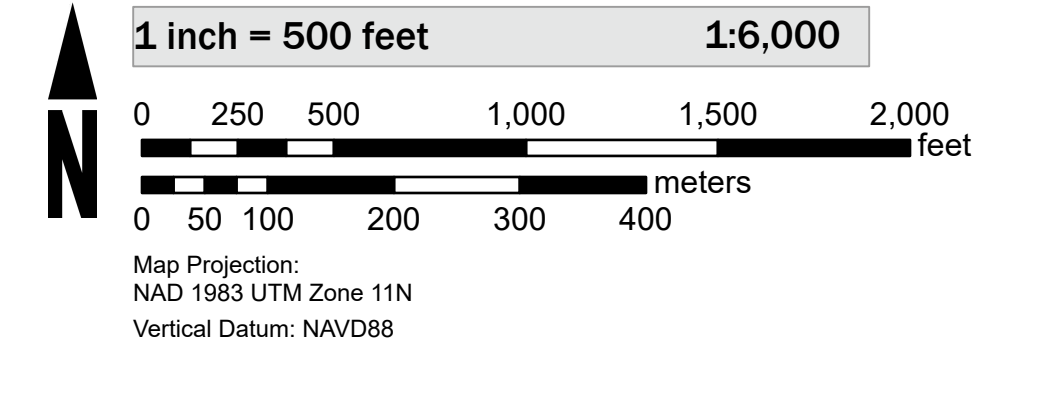 1 inch = 500 feet 1:6,000
0 250 500 1,000 1,500 2,000
feet
meters
0 50 100 200 300 400
N
Map Projection:
NAD 1983 UTM Zone 11N
Vertical Datum: NAVD88